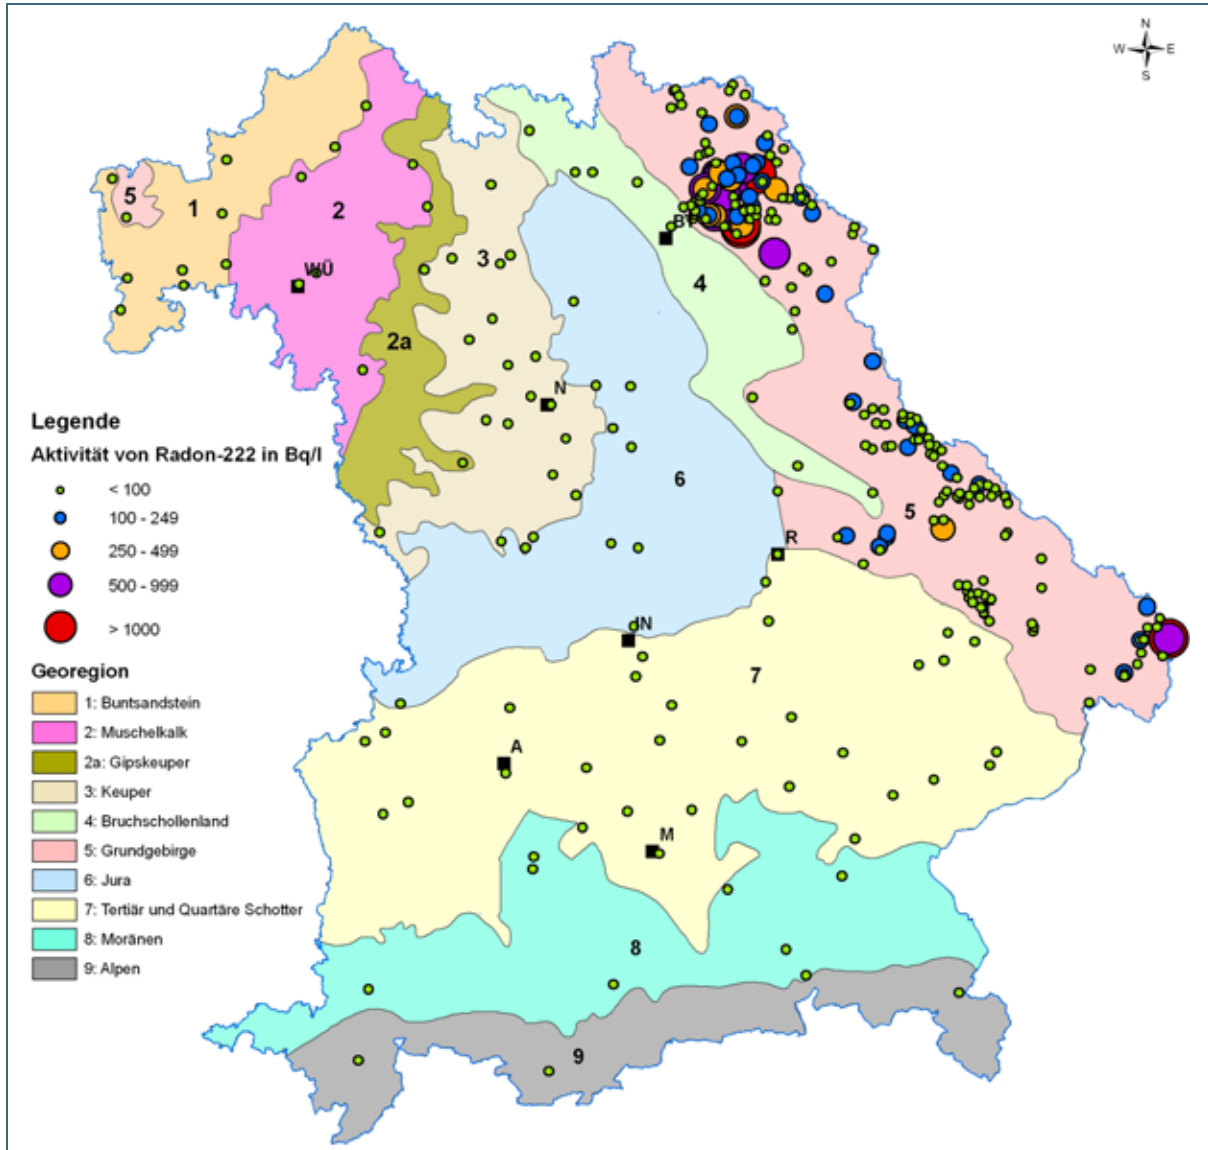 N
W E
S
5
1
2
WÜ
2a
3
BT
4
N
6
5
R
IN
7
A
M
8
9
Legende
Aktivität von Radon-222 in Bq/l
< 100
100 - 249
250 - 499
500 - 999
> 1000
Georegion
1: Buntsandstein
2: Muschelkalk
2a: Gipskeuper
3: Keuper
4: Bruchschollenland
5: Grundgebirge
6: Jura
7: Tertiär und Quartäre Schotter
8: Moränen
9: Alpen